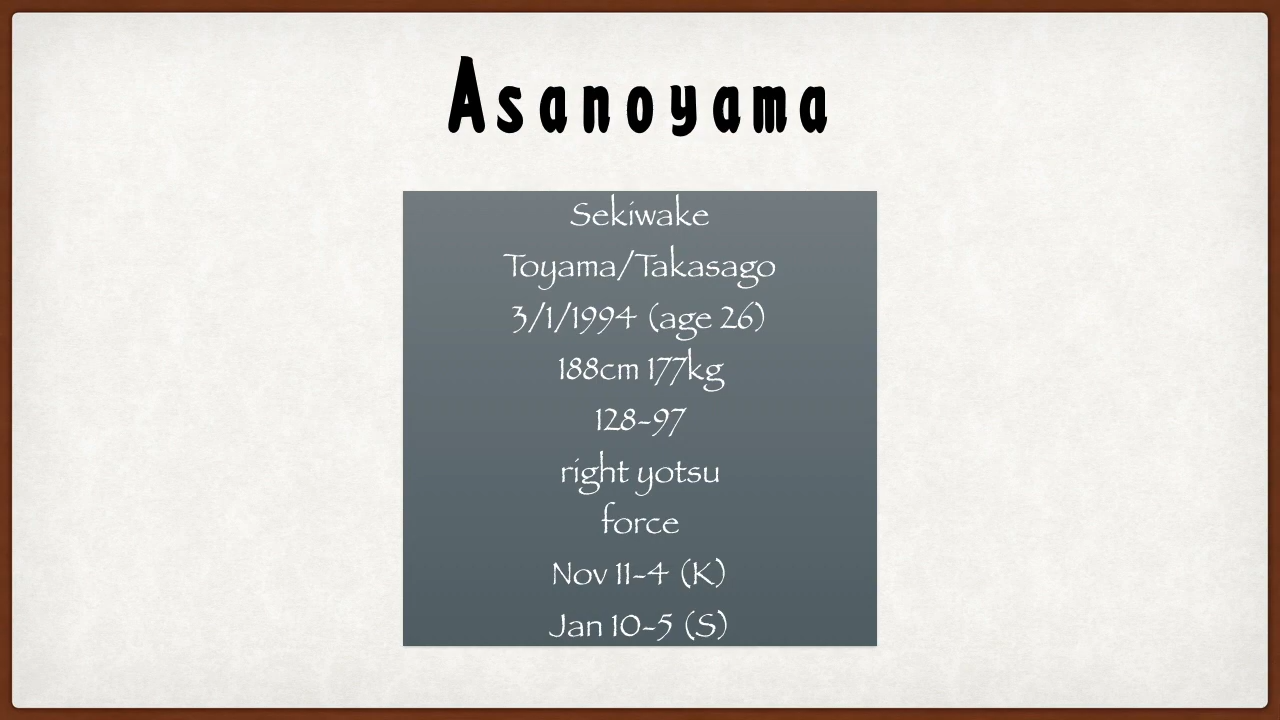 Asanoyama
Sekiwake
Toyama/Takasago
3/1/1994 (age 26)
188cm 177kg
128-97
right yotsu
force
Nov 11-4 (K)
Jan 10-5 (S)